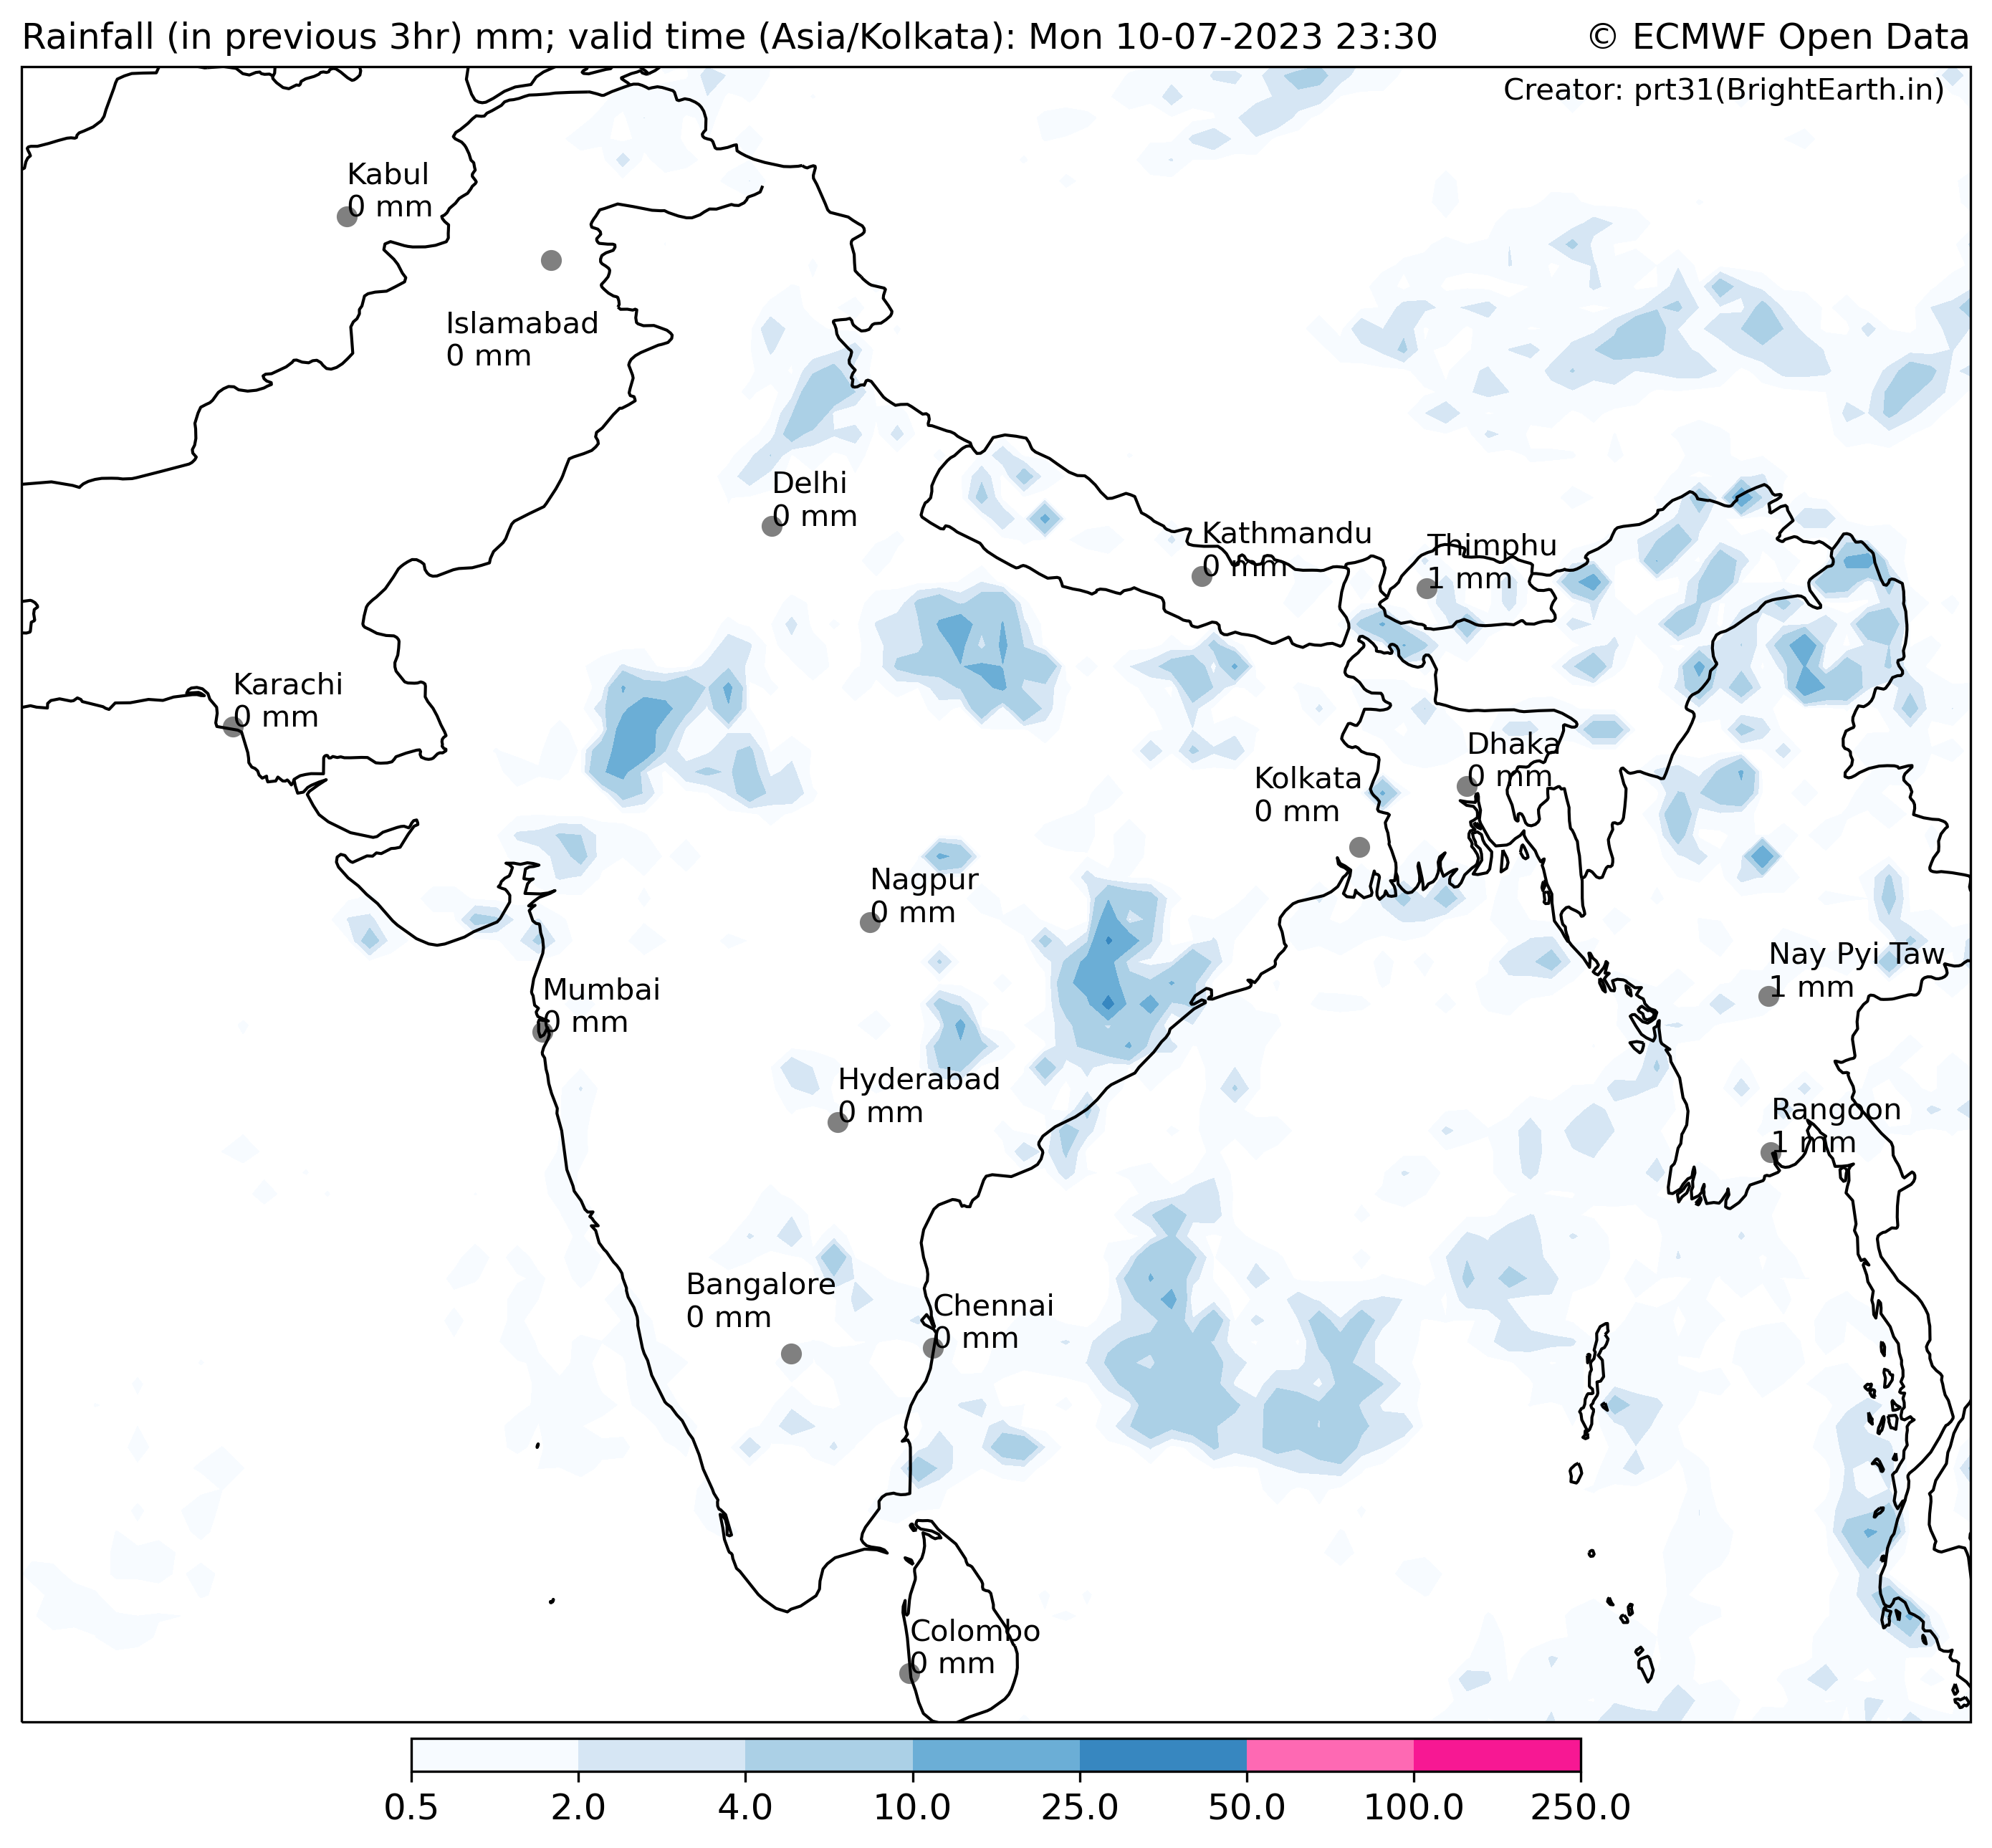 Rainfall (in previous 3hr) mm; valid time (Asia/Kolkata): Mon 10-07-2023 23:30
© ECMWF Open Data
Creator: prt31(BrightEarth.in)
Kabul
0 mm
Islamabad
0 mm
Delhi
0 mm
Kathmandu
0 mm
Thimphu
1 mm
Karachi
0 mm
Dhaka
0 mm
Kolkata
0 mm
Nagpur
0 mm
Nay Pyi Taw
1 mm
Mumbai
0 mm
Hyderabad
0 mm
Rangoon
1 mm
Bangalore
0 mm
Chennai
0 mm
Colombo
0 mm
0.5 2.0 4.0 10.0 25.0 50.0 100.0 250.0